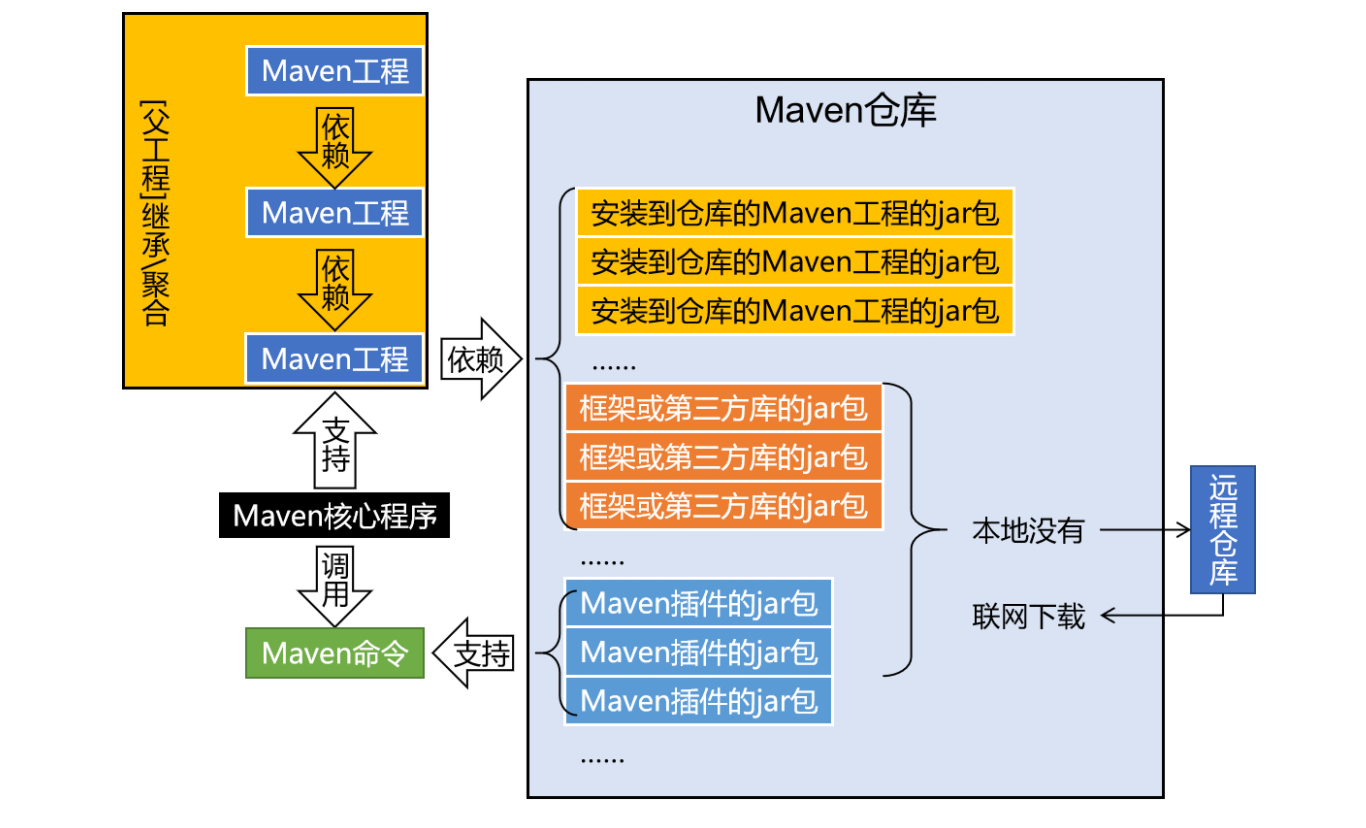 [父工程]继承/聚合
Maven工程
依赖
Maven工程
依赖
Maven工程
支持
Maven核心程序
调用
Maven命令
依赖
支持
Maven仓库
安装到仓库的Maven工程的jar包
安装到仓库的Maven工程的jar包
安装到仓库的Maven工程的jar包
......
框架或第三方库的jar包
框架或第三方库的jar包
框架或第三方库的jar包
......
Maven插件的jar包
Maven插件的jar包
Maven插件的jar包
......
本地没有
联网下载
远程仓库